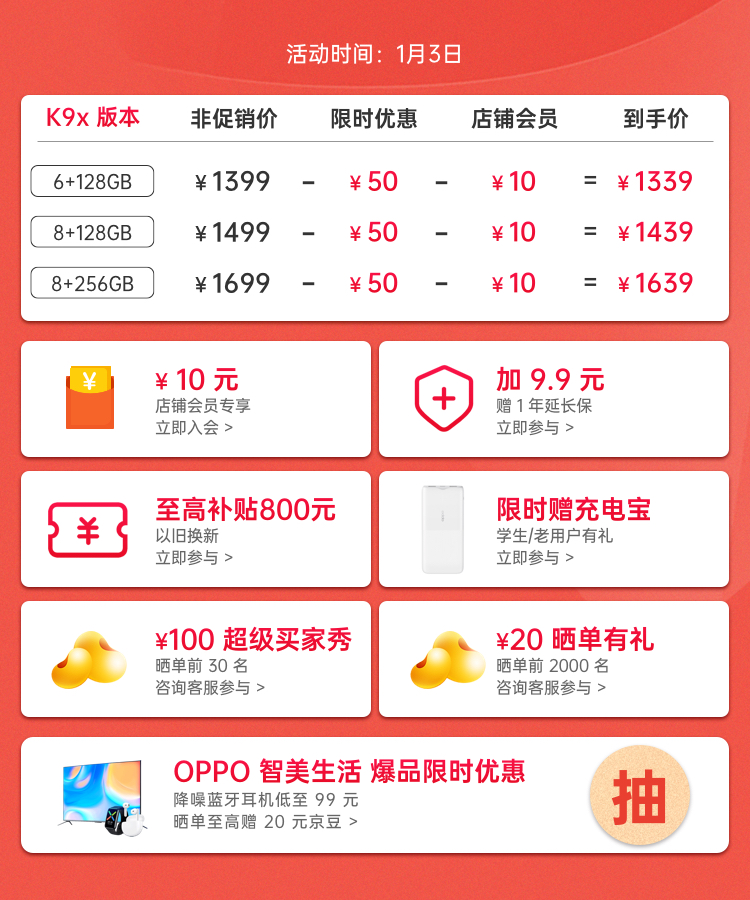 活动时间：1月3日
K9x 版本 非促销价 限时优惠 店铺会员 到手价
6+128GB ¥1399 - ¥50 - ¥10 = ¥1339
8+128GB ¥1499 - ¥50 - ¥10 = ¥1439
8+256GB ¥1699 - ¥50 - ¥10 = ¥1639
¥
¥ 10 元
店铺会员专享
立即入会 >
加 9.9 元
赠 1 年延长保
立即参与 >
¥
至高补贴800元
以旧换新
立即参与 >
限时赠充电宝
学生/老用户有礼
立即参与 >
¥100 超级买家秀
晒单前 30 名
咨询客服参与 >
¥20 晒单有礼
晒单前 2000 名
咨询客服参与 >
OPPO 智美生活 爆品限时优惠
降噪蓝牙耳机低至 99 元
晒单至高赠 20 元京豆 >
抽